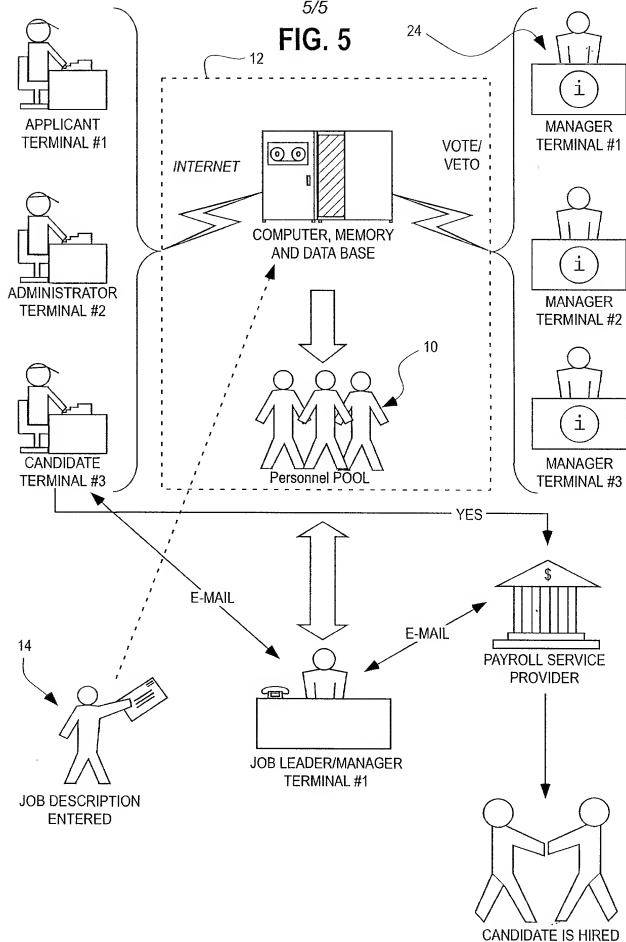 5/5
FIG. 5
24
12
APPLICANT
TERMINAL #1
INTERNET
VOTE/
VETO
i
MANAGER
TERMINAL #1
COMPUTER, MEMORY
AND DATA BASE
ADMINISTRATOR
TERMINAL #2
i
MANAGER
TERMINAL #2
10
CANDIDATE
TERMINAL #3
Personnel POOL
i
MANAGER
TERMINAL #3
YES
E-MAIL
E-MAIL
$
PAYROLL SERVICE
PROVIDER
14
JOB DESCRIPTION
ENTERED
JOB LEADER/MANAGER
TERMINAL #1
CANDIDATE IS HIRED